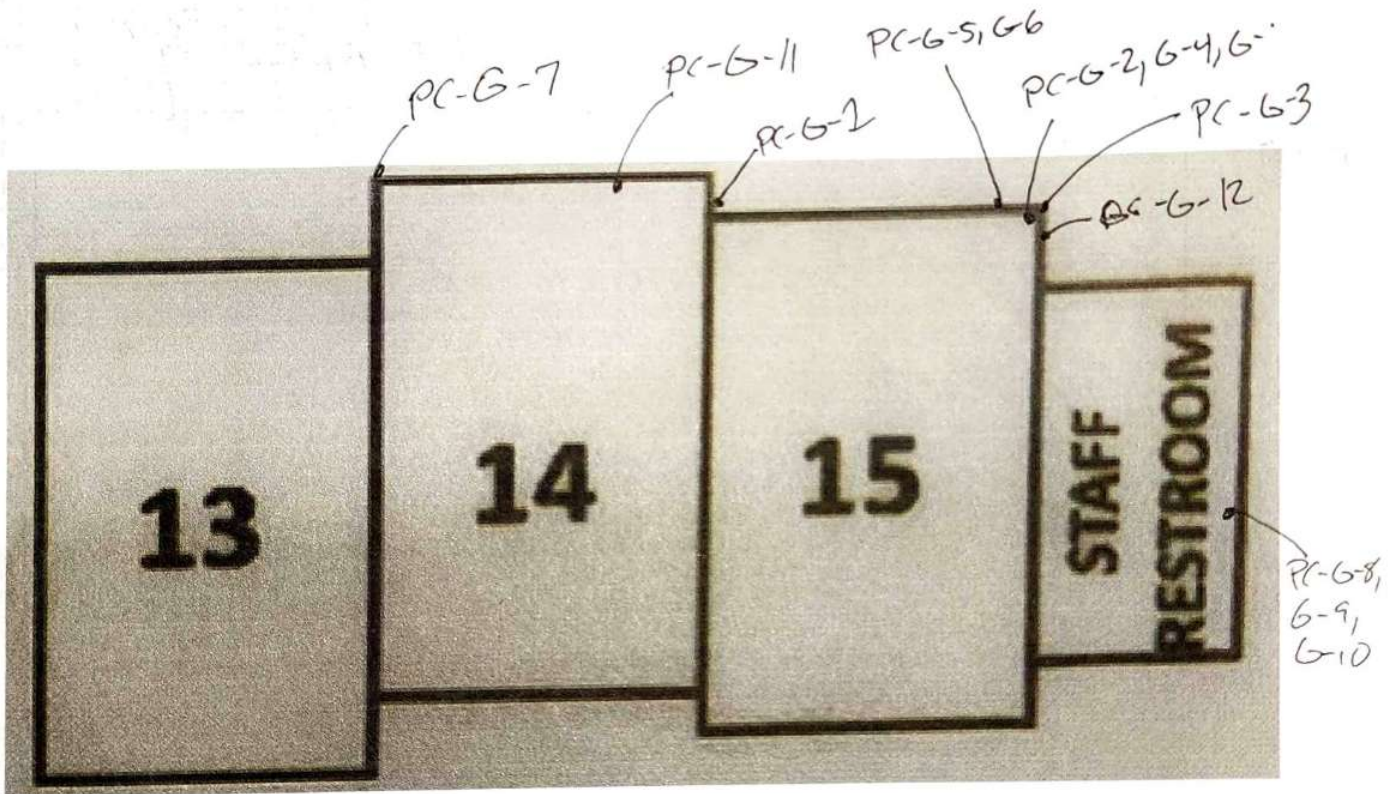 PC-G-5, G-6
PC-G-7
PC-G-11
PC-G-2, G-4, G-
PC-G-3
PC-G-1
-G-12
13
14
15
STAFF
RESTROOM
PC-G-8,
G-9,
G-10